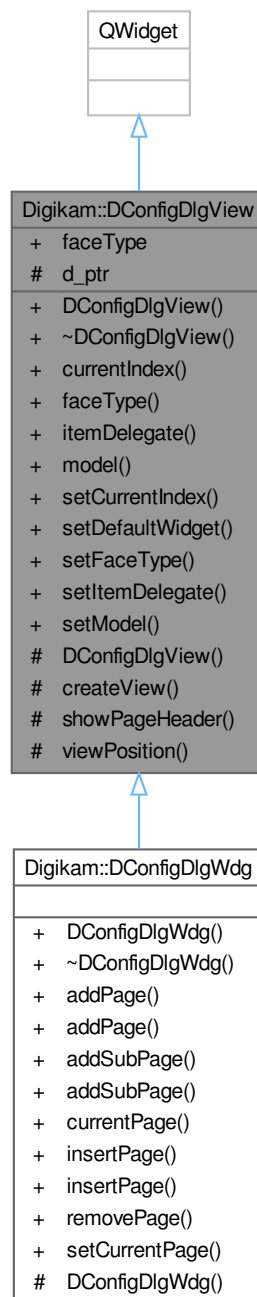 QWidget
Digikam::DConfigDlgView
+ faceType
# d_ptr
+ DConfigDlgView()
+ ~DConfigDlgView()
+ currentIndex()
+ faceType()
+ itemDelegate()
+ model()
+ setCurrentIndex()
+ setDefaultWidget()
+ setFaceType()
+ setItemDelegate()
+ setModel()
# DConfigDlgView()
# createView()
# showPageHeader()
# viewPosition()
Digikam::DConfigDlgWdg
+ DConfigDlgWdg()
+ ~DConfigDlgWdg()
+ addPage()
+ addPage()
+ addSubPage()
+ addSubPage()
+ currentPage()
+ insertPage()
+ insertPage()
+ removePage()
+ setCurrentPage()
# DConfigDlgWdg()